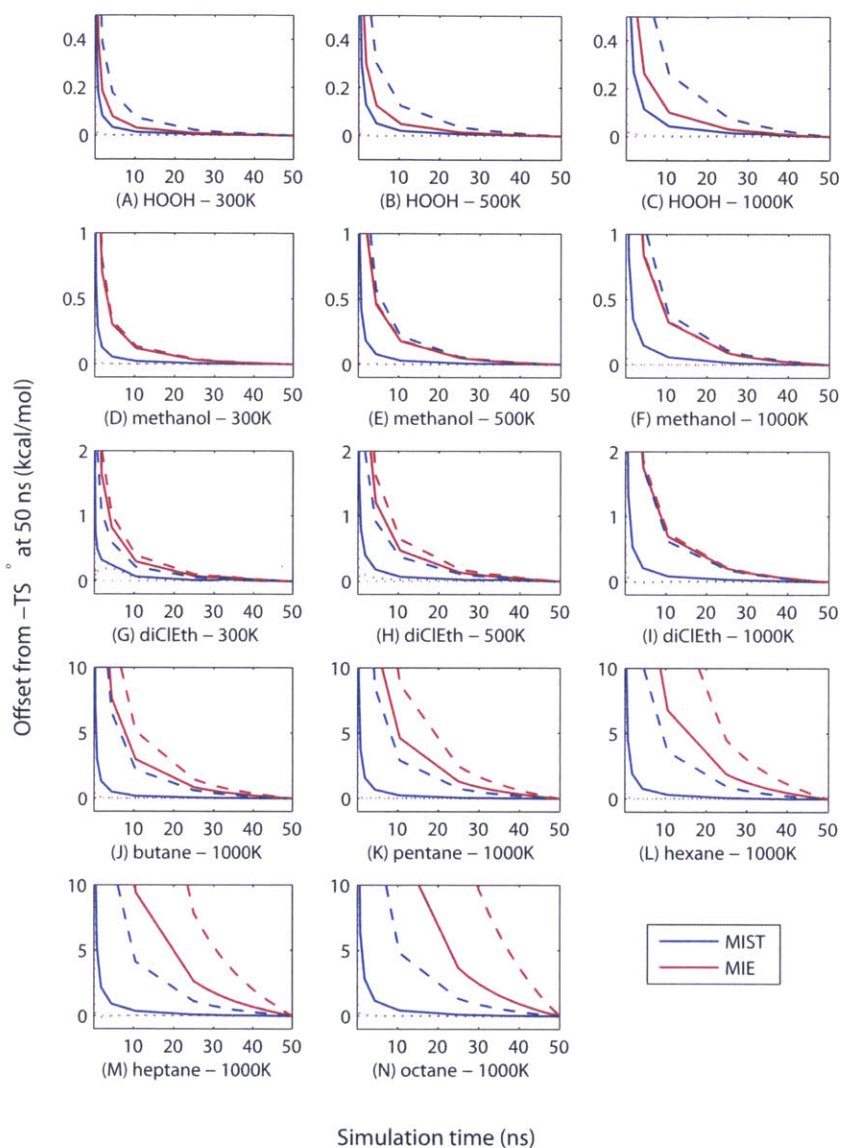 0.4 0.4 0.4
0.2 0.2 0.2
0 0 0
10 20 30 40 50 10 20 30 40 50 10 20 30 40 50
(A) HOOH – 300K (B) HOOH – 500K (C) HOOH – 1000K
1 1 1
0.5 0.5 0.5
0 0 0
10 20 30 40 50 10 20 30 40 50 10 20 30 40 50
(D) methanol – 300K (E) methanol – 500K (F) methanol – 1000K
Offset from –TS° at 50 ns (kcal/mol)
2 2 2
1 1 1
0 0 0
10 20 30 40 50 10 20 30 40 50 10 20 30 40 50
(G) diClEth – 300K (H) diClEth – 500K (I) diClEth – 1000K
10 10 10
5 5 5
0 0 0
10 20 30 40 50 10 20 30 40 50 10 20 30 40 50
(J) butane – 1000K (K) pentane – 1000K (L) hexane – 1000K
10 10
5 5
0 0
10 20 30 40 50 10 20 30 40 50
(M) heptane – 1000K (N) octane – 1000K
MIST
MIE
Simulation time (ns)